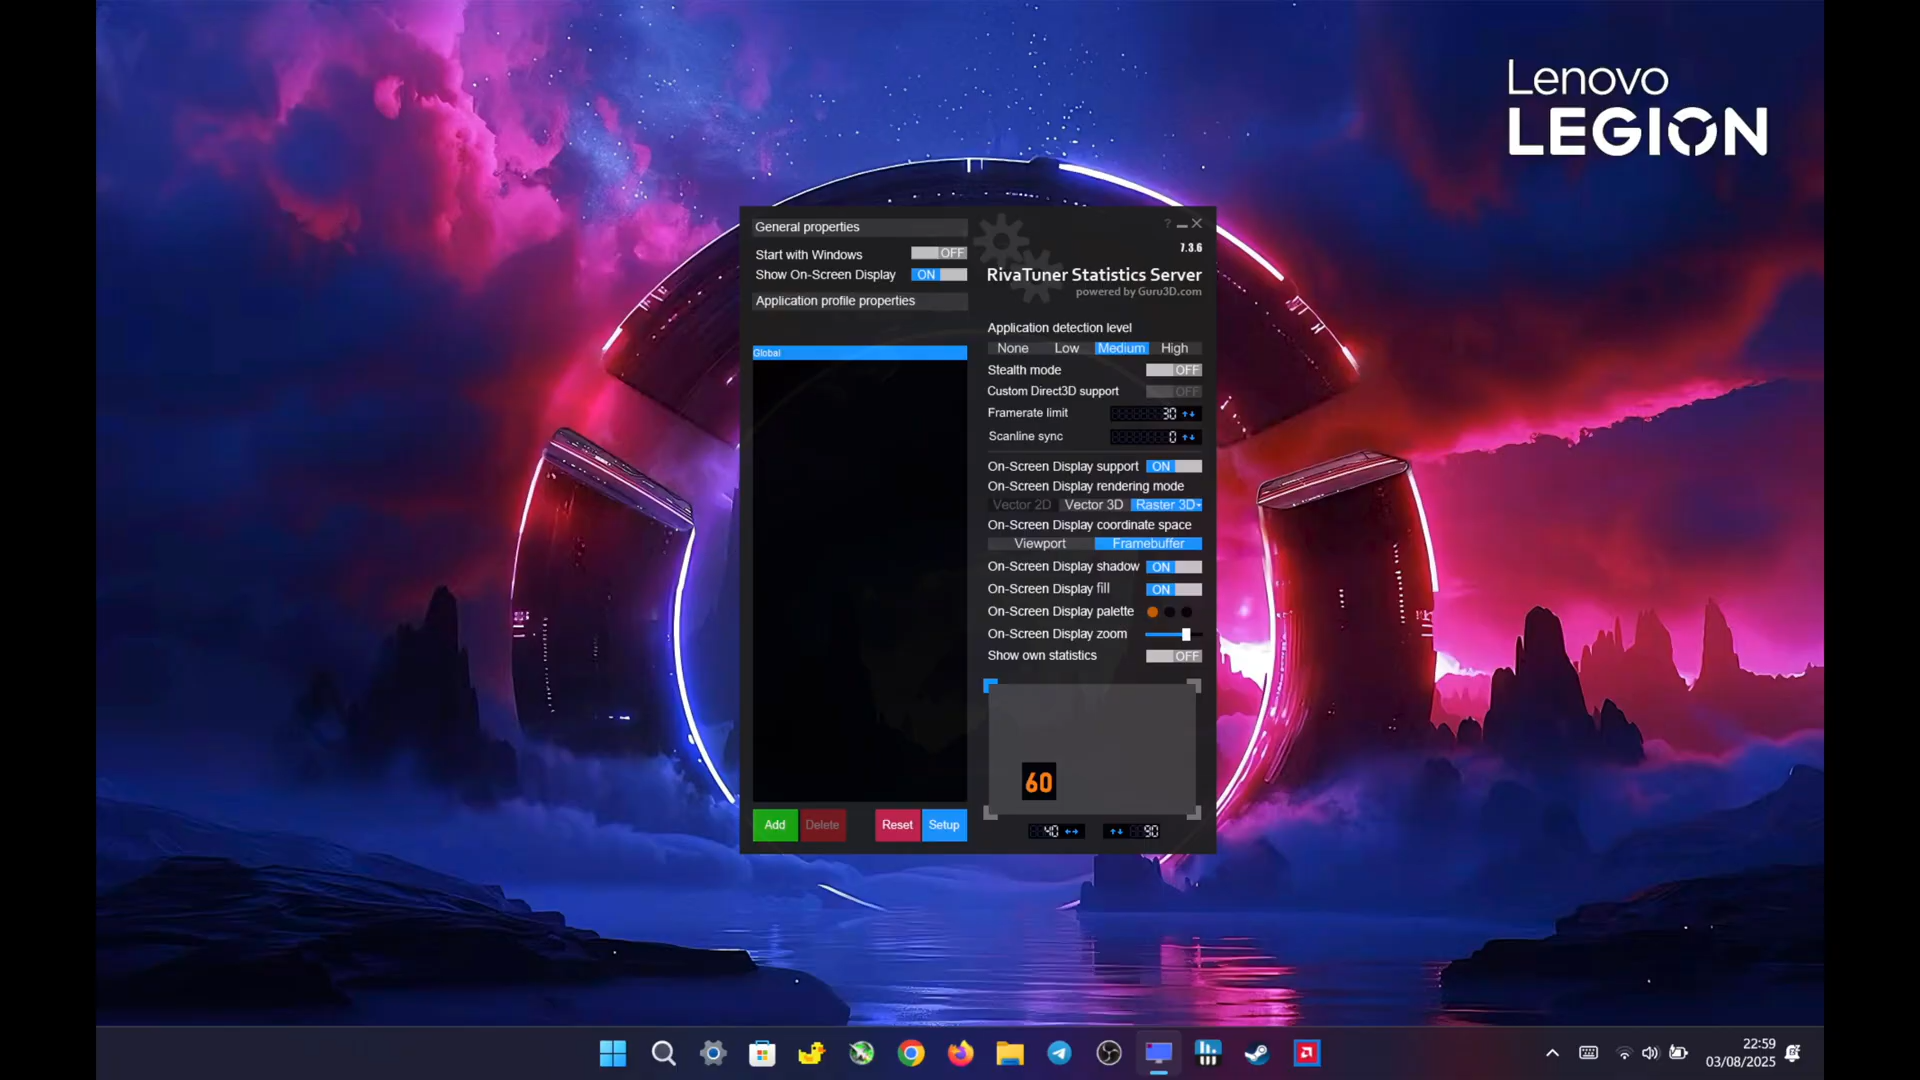 Lenovo
LEGION
General properties
Start with Windows OFF
Show On-Screen Display ON
Application profile properties
Global
Add Delete Reset Setup
?
7.3.6
RivaTuner Statistics Server
powered by Guru3D.com
Application detection level
None Low Medium High
Stealth mode OFF
Custom Direct3D support OFF
Framerate limit 30
Scanline sync 0
On-Screen Display support ON
On-Screen Display rendering mode
Vector 2D Vector 3D Raster 3D
On-Screen Display coordinate space
Viewport Framebuffer
On-Screen Display shadow ON
On-Screen Display fill ON
On-Screen Display palette
On-Screen Display zoom
Show own statistics OFF
60
40 90
22:59
03/08/2025